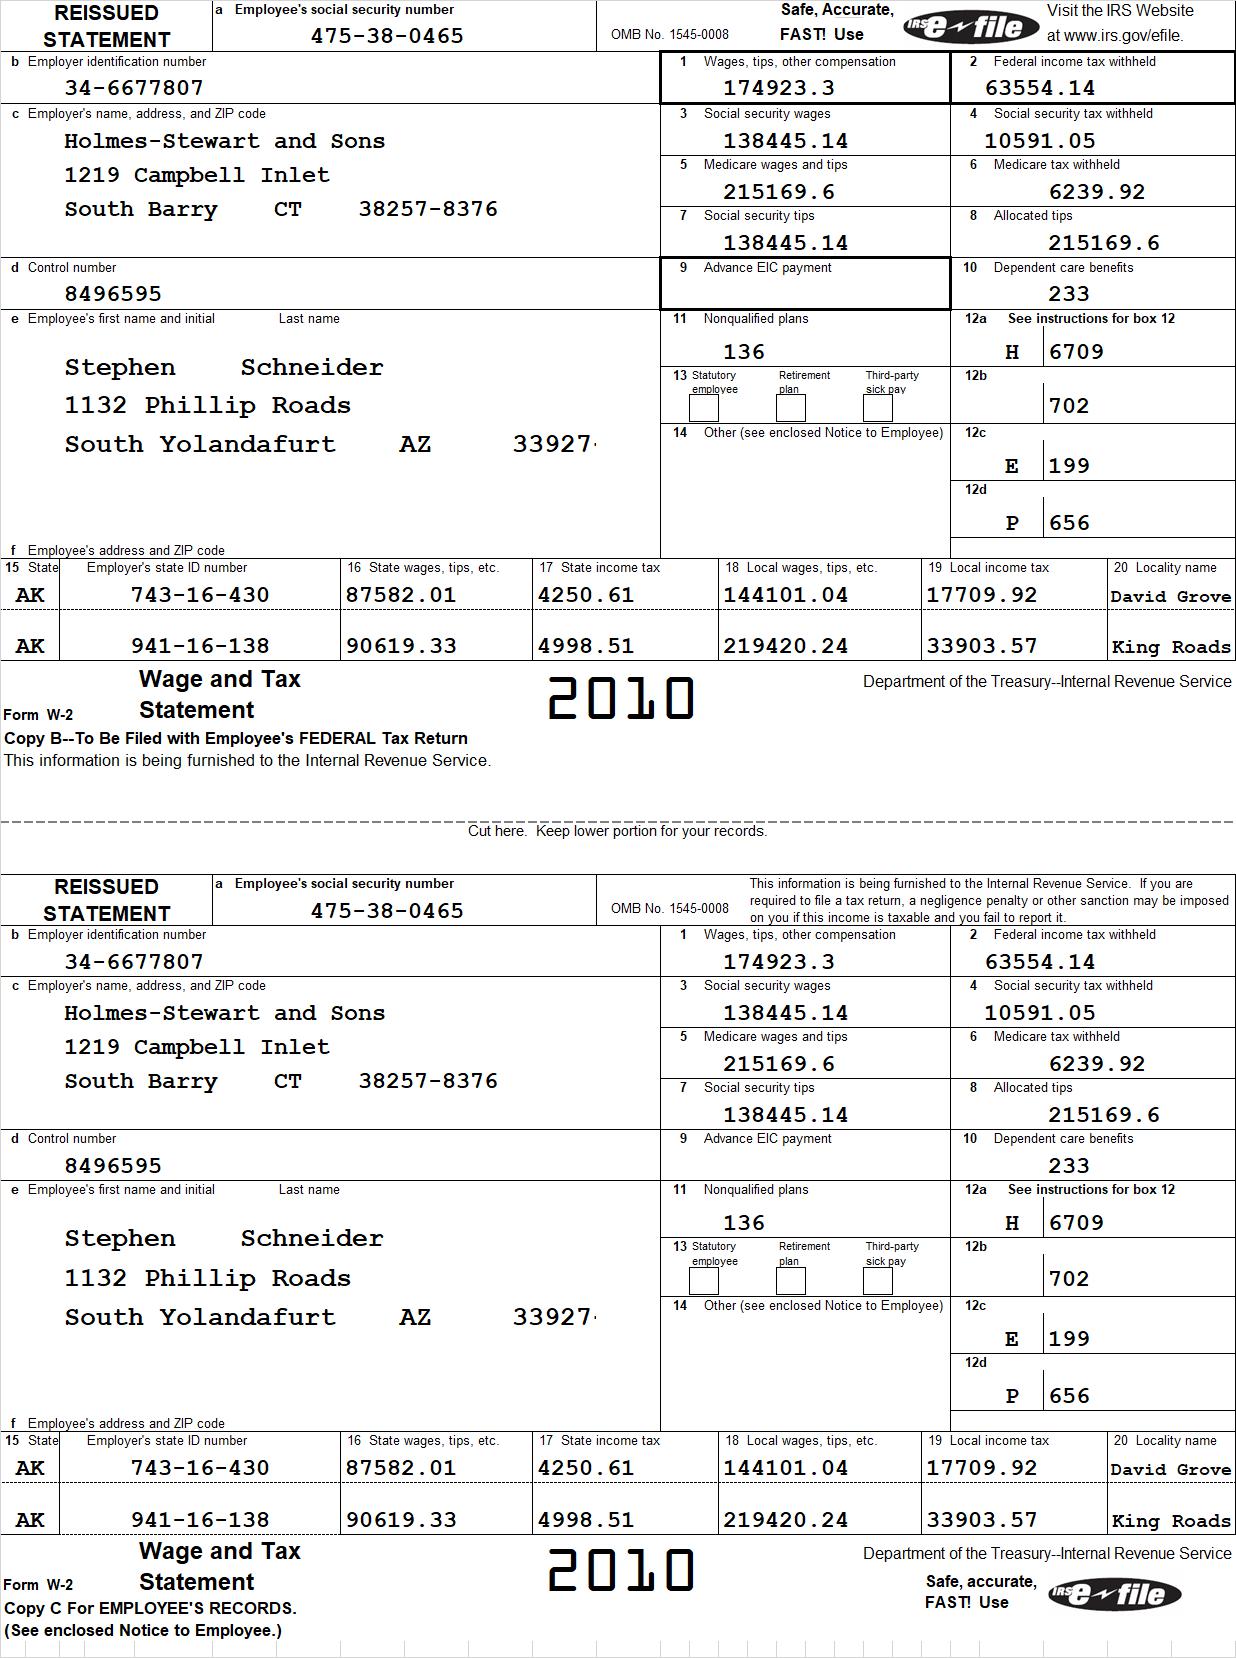 REISSUED STATEMENT
a Employee's social security number
475-38-0465
OMB No. 1545-0008
Safe, Accurate, FAST! Use
IRS e-file
Visit the IRS Website at www.irs.gov/efile.
b Employer identification number
34-6677807
1 Wages, tips, other compensation
174923.3
2 Federal income tax withheld
63554.14
c Employer's name, address, and ZIP code
Holmes-Stewart and Sons
1219 Campbell Inlet
South Barry CT 38257-8376
3 Social security wages
138445.14
4 Social security tax withheld
10591.05
5 Medicare wages and tips
215169.6
6 Medicare tax withheld
6239.92
7 Social security tips
138445.14
8 Allocated tips
215169.6
d Control number
8496595
9 Advance EIC payment
10 Dependent care benefits
233
e Employee's first name and initial Last name
Stephen Schneider
1132 Phillip Roads
South Yolandafurt AZ 33927-
11 Nonqualified plans
136
12a See instructions for box 12
H 6709
13 Statutory employee Retirement plan Third-party sick pay
12b
702
14 Other (see enclosed Notice to Employee)
12c
E 199
12d
P 656
f Employee's address and ZIP code
15 State Employer's state ID number 16 State wages, tips, etc. 17 State income tax 18 Local wages, tips, etc. 19 Local income tax 20 Locality name
AK 743-16-430 87582.01 4250.61 144101.04 17709.92 David Grove
AK 941-16-138 90619.33 4998.51 219420.24 33903.57 King Roads
Form W-2 Wage and Tax Statement
2010
Department of the Treasury--Internal Revenue Service
Copy B--To Be Filed with Employee's FEDERAL Tax Return
This information is being furnished to the Internal Revenue Service.
Cut here. Keep lower portion for your records.
REISSUED STATEMENT
a Employee's social security number
475-38-0465
OMB No. 1545-0008
This information is being furnished to the Internal Revenue Service. If you are
required to file a tax return, a negligence penalty or other sanction may be imposed
on you if this income is taxable and you fail to report it.
b Employer identification number
34-6677807
1 Wages, tips, other compensation
174923.3
2 Federal income tax withheld
63554.14
c Employer's name, address, and ZIP code
Holmes-Stewart and Sons
1219 Campbell Inlet
South Barry CT 38257-8376
3 Social security wages
138445.14
4 Social security tax withheld
10591.05
5 Medicare wages and tips
215169.6
6 Medicare tax withheld
6239.92
7 Social security tips
138445.14
8 Allocated tips
215169.6
d Control number
8496595
9 Advance EIC payment
10 Dependent care benefits
233
e Employee's first name and initial Last name
Stephen Schneider
1132 Phillip Roads
South Yolandafurt AZ 33927-
11 Nonqualified plans
136
12a See instructions for box 12
H 6709
13 Statutory employee Retirement plan Third-party sick pay
12b
702
14 Other (see enclosed Notice to Employee)
12c
E 199
12d
P 656
f Employee's address and ZIP code
15 State Employer's state ID number 16 State wages, tips, etc. 17 State income tax 18 Local wages, tips, etc. 19 Local income tax 20 Locality name
AK 743-16-430 87582.01 4250.61 144101.04 17709.92 David Grove
AK 941-16-138 90619.33 4998.51 219420.24 33903.57 King Roads
Form W-2 Wage and Tax Statement
2010
Department of the Treasury--Internal Revenue Service
Safe, accurate, FAST! Use
IRS e-file
Copy C For EMPLOYEE'S RECORDS.
(See enclosed Notice to Employee.)